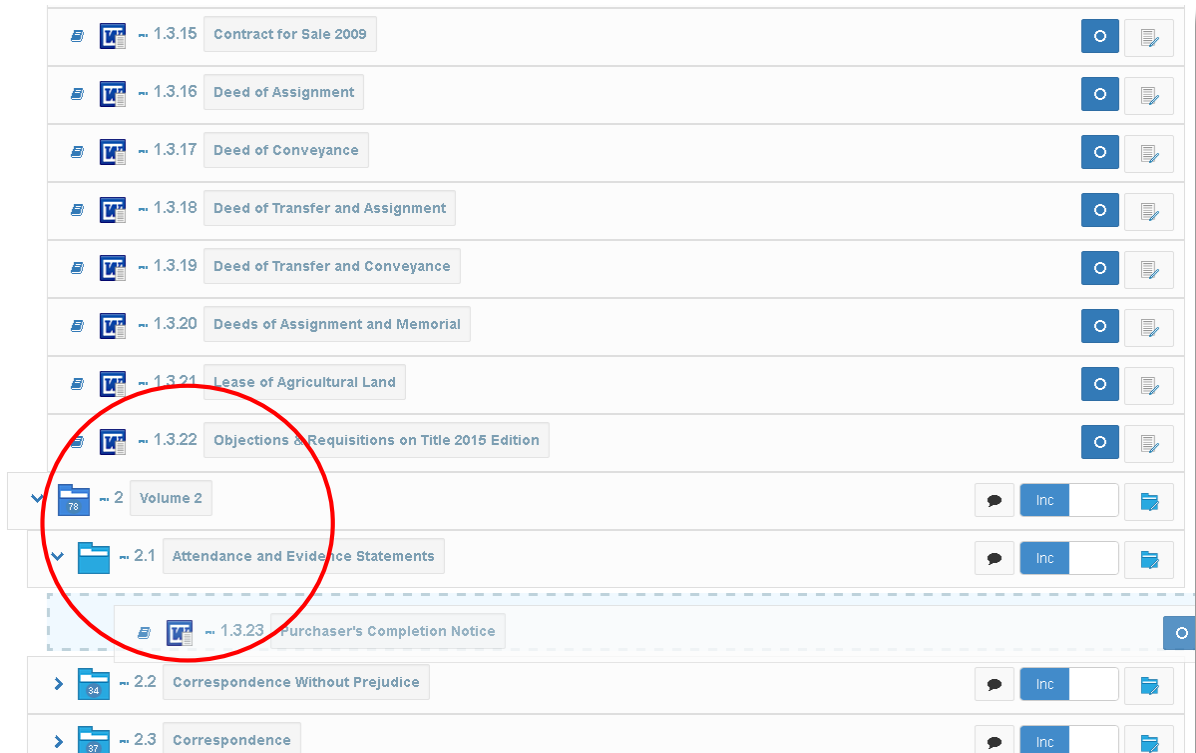 1.3.15 Contract for Sale 2009
1.3.16 Deed of Assignment
1.3.17 Deed of Conveyance
1.3.18 Deed of Transfer and Assignment
1.3.19 Deed of Transfer and Conveyance
1.3.20 Deeds of Assignment and Memorial
1.3.21 Lease of Agricultural Land
1.3.22 Objections & Requisitions on Title 2015 Edition
78 2 Volume 2 Inc
2.1 Attendance and Evidence Statements Inc
1.3.23 Purchaser's Completion Notice
34 2.2 Correspondence Without Prejudice Inc
37 2.3 Correspondence Inc